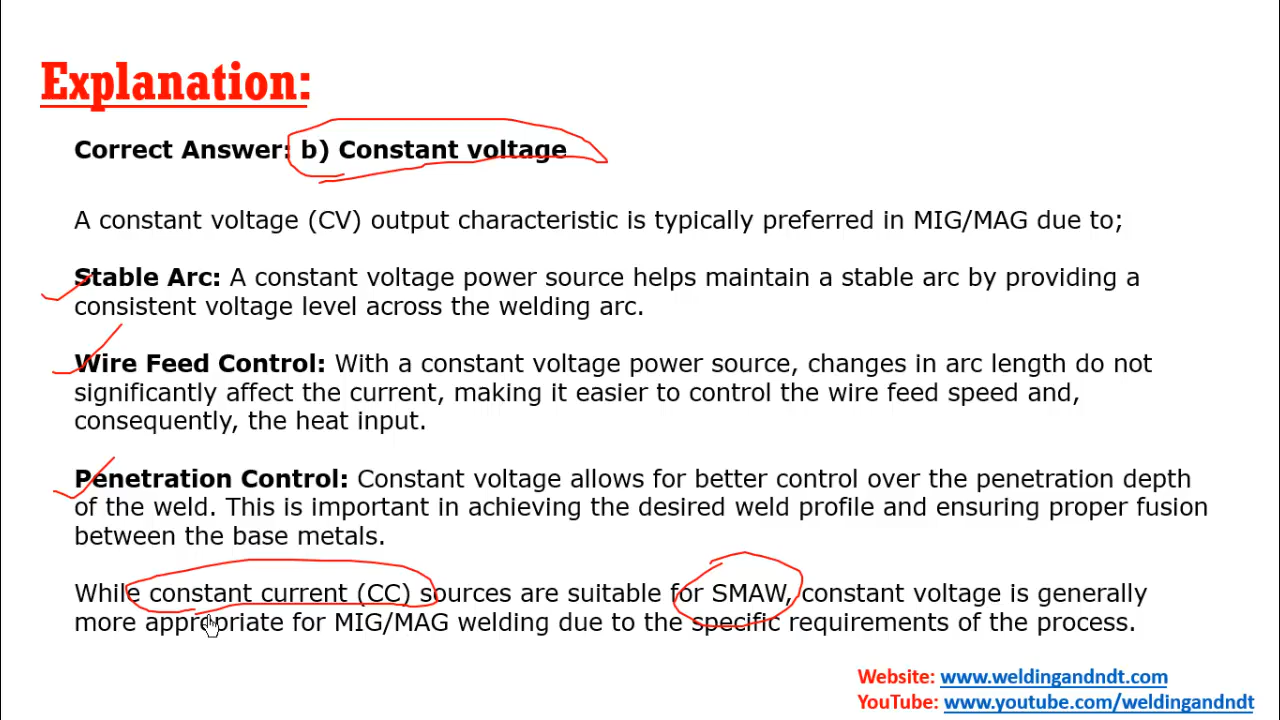 Explanation:
Correct Answer: b) Constant voltage
A constant voltage (CV) output characteristic is typically preferred in MIG/MAG due to;
Stable Arc: A constant voltage power source helps maintain a stable arc by providing a
consistent voltage level across the welding arc.
Wire Feed Control: With a constant voltage power source, changes in arc length do not
significantly affect the current, making it easier to control the wire feed speed and,
consequently, the heat input.
Penetration Control: Constant voltage allows for better control over the penetration depth
of the weld. This is important in achieving the desired weld profile and ensuring proper fusion
between the base metals.
While constant current (CC) sources are suitable for SMAW, constant voltage is generally
more appropriate for MIG/MAG welding due to the specific requirements of the process.
Website: www.weldingandndt.com
YouTube: www.youtube.com/weldingandndt